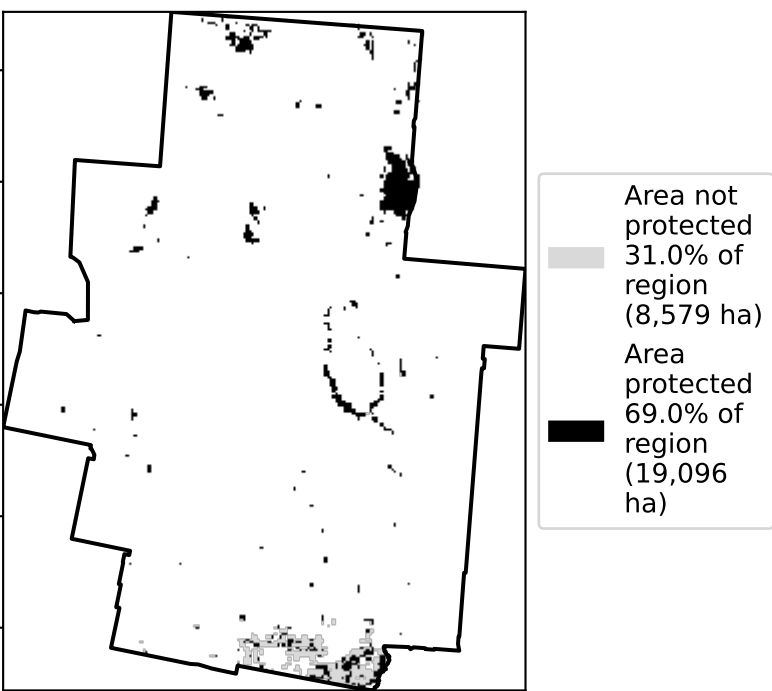 Area not
protected
31.0% of
region
(8,579 ha)
Area
protected
69.0% of
region
(19,096
ha)